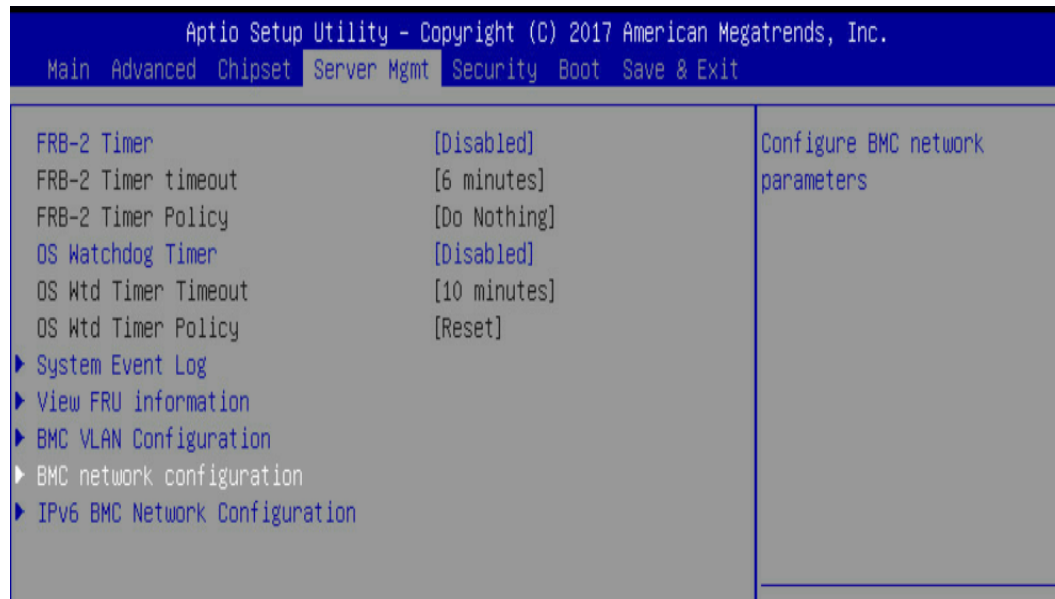 Aptio Setup Utility – Copyright (C) 2017 American Megatrends, Inc.
Main Advanced Chipset Server Mgmt Security Boot Save & Exit
FRB-2 Timer [Disabled]
FRB-2 Timer timeout [6 minutes]
FRB-2 Timer Policy [Do Nothing]
OS Watchdog Timer [Disabled]
OS Wtd Timer Timeout [10 minutes]
OS Wtd Timer Policy [Reset]
System Event Log
View FRU information
BMC VLAN Configuration
BMC network configuration
IPv6 BMC Network Configuration
Configure BMC network
parameters